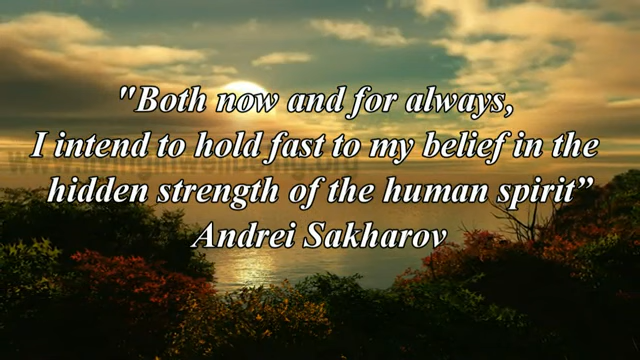 "Both now and for always,
I intend to hold fast to my belief in the
hidden strength of the human spirit”
Andrei Sakharov